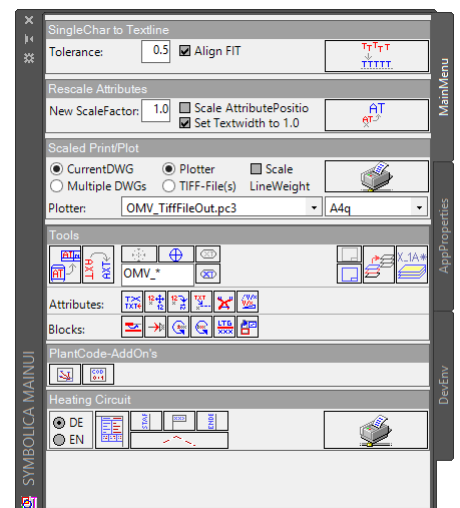 SingleChar to Textline
Tolerance: 0.5 Align FIT
Rescale Attributes
New ScaleFactor: 1.0 Scale AttributePositio
Set Textwidth to 1.0
AT
Scaled Print/Plot
CurrentDWG Plotter Scale
Multiple DWGs TIFF-File(s) LineWeight
Plotter: OMV_TiffFileOut.pc3 A4q
Tools
OMV_*
X_1A*
Attributes:
Blocks:
PlantCode-AddOn's
Heating Circuit
DE
EN
MainMenu
AppProperties
DevEnv
SYMBOLICA MAINUI